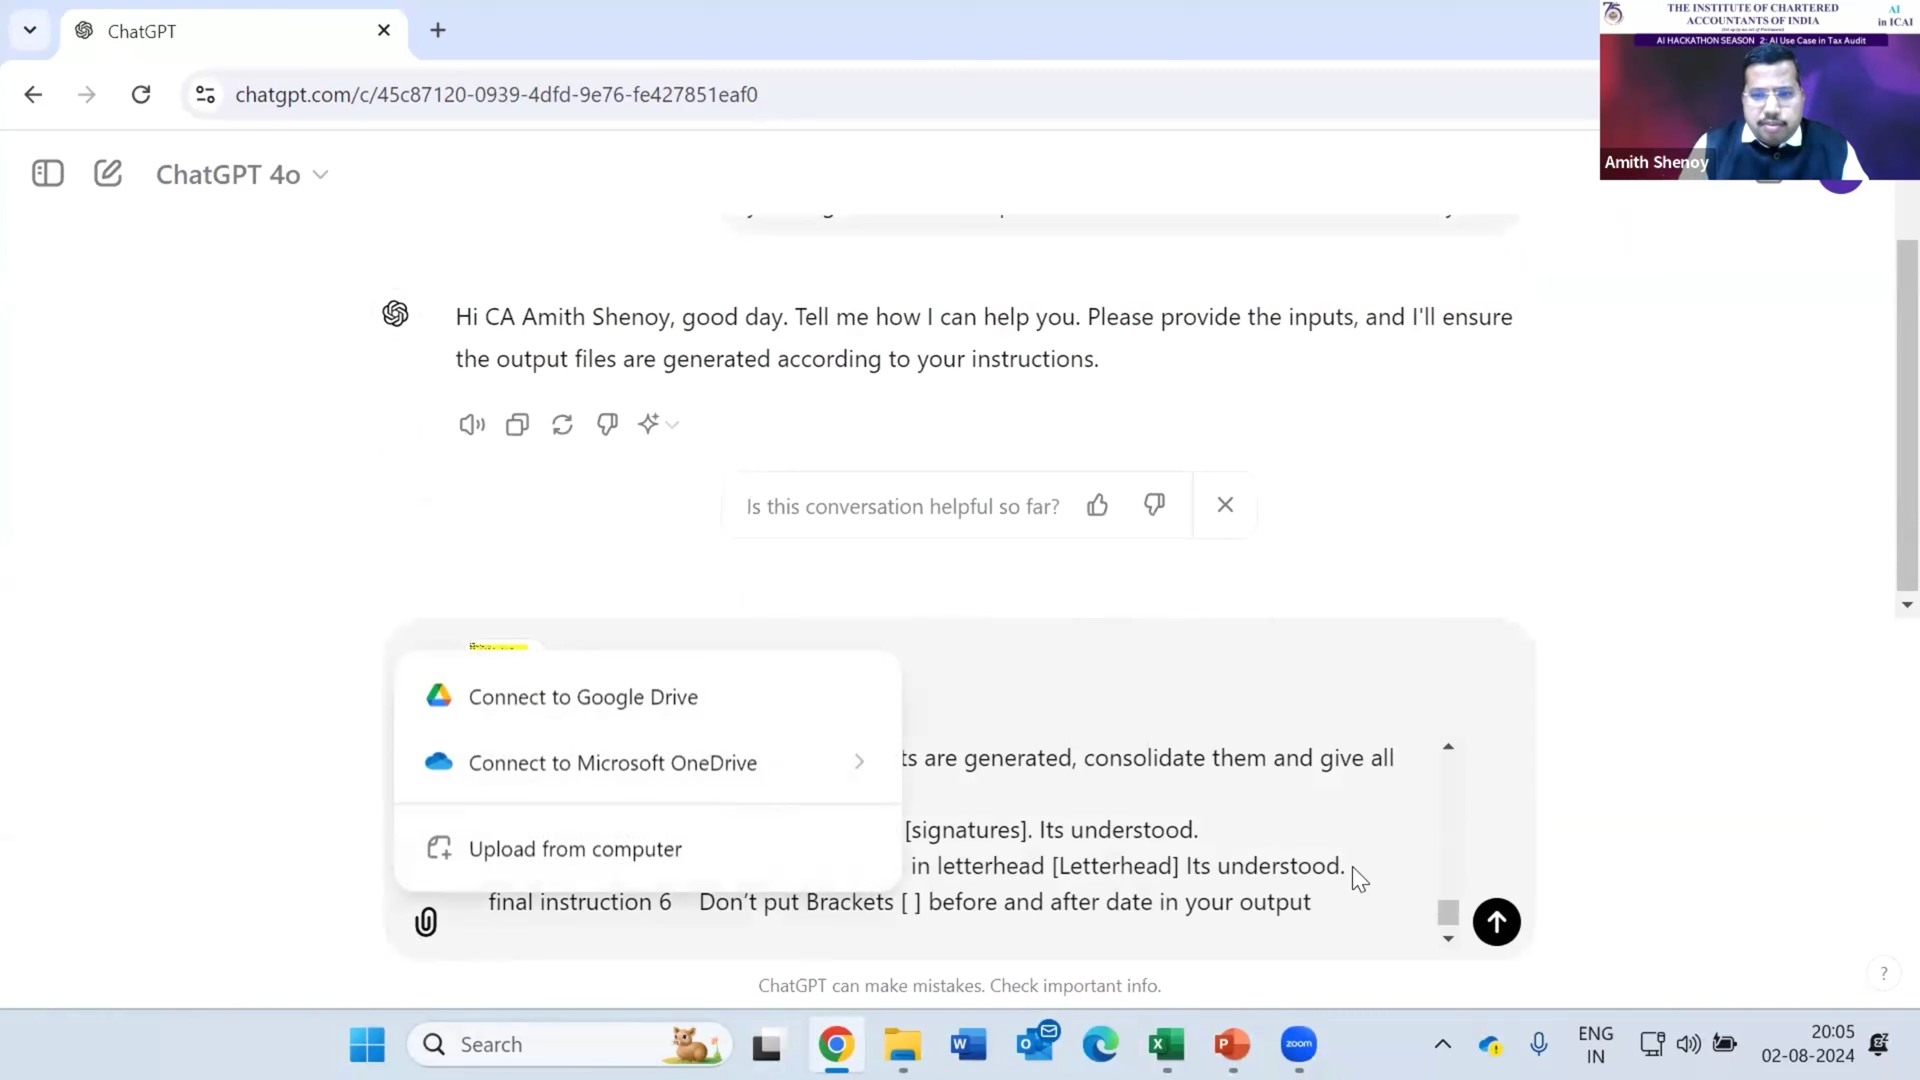 ChatGPT
THE INSTITUTE OF CHARTERED
ACCOUNTANTS OF INDIA
AI
in ICAI
AI HACKATHON SEASON 2: AI Use Case in Tax Audit
chatgpt.com/c/45c87120-0939-4dfd-9e76-fe427851eaf0
Amith Shenoy
ChatGPT 4o
Hi CA Amith Shenoy, good day. Tell me how I can help you. Please provide the inputs, and I'll ensure
the output files are generated according to your instructions.
Is this conversation helpful so far?
Connect to Google Drive
Connect to Microsoft OneDrive
Upload from computer
ts are generated, consolidate them and give all
[signatures]. Its understood.
in letterhead [Letterhead] Its understood.
final instruction 6 Don't put Brackets [ ] before and after date in your output
ChatGPT can make mistakes. Check important info.
?
Search
zoom
ENG
IN
20:05
02-08-2024